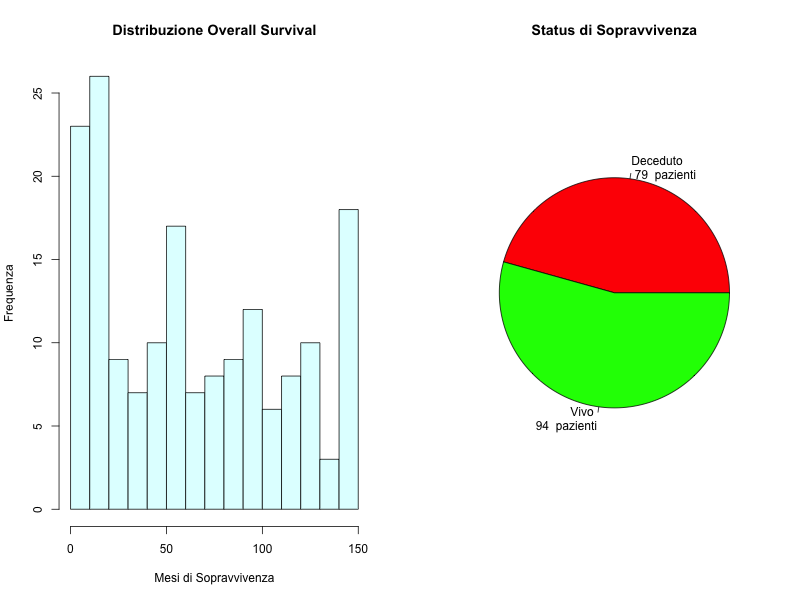 Distribuzione Overall Survival
Frequenza
25
20
15
10
5
0
0 50 100 150
Mesi di Sopravvivenza
Status di Sopravvivenza
Deceduto
79 pazienti
Vivo
94 pazienti